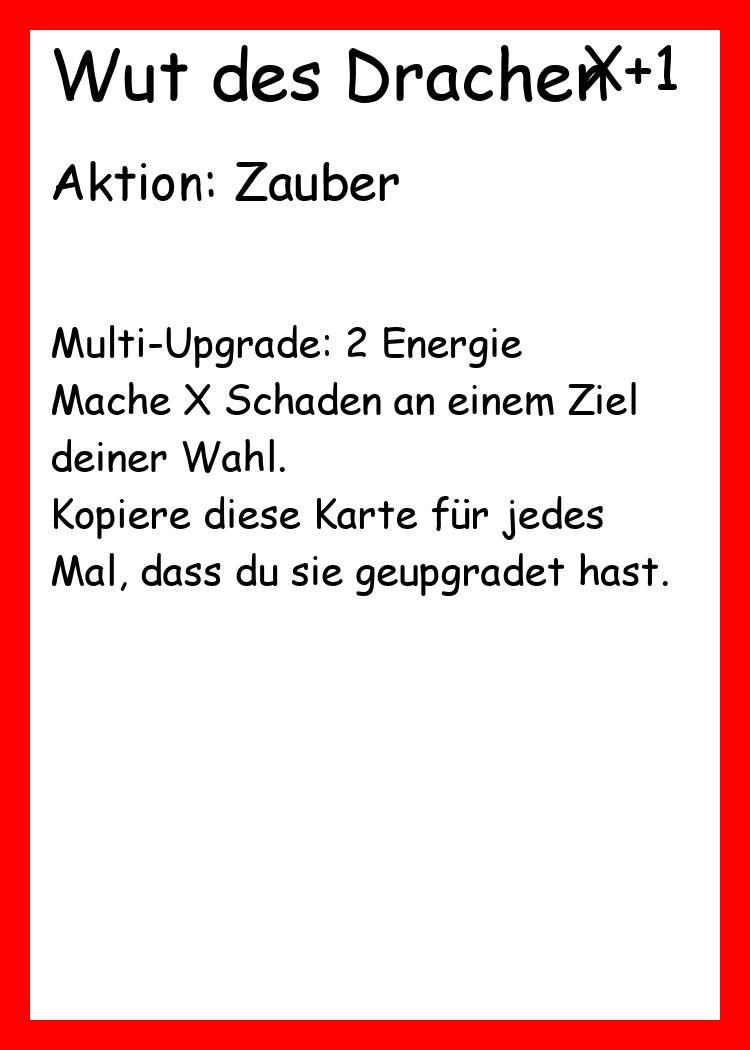 Wut des Drachen X+1
Aktion: Zauber
Multi-Upgrade: 2 Energie
Mache X Schaden an einem Ziel
deiner Wahl.
Kopiere diese Karte für jedes
Mal, dass du sie geupgradet hast.